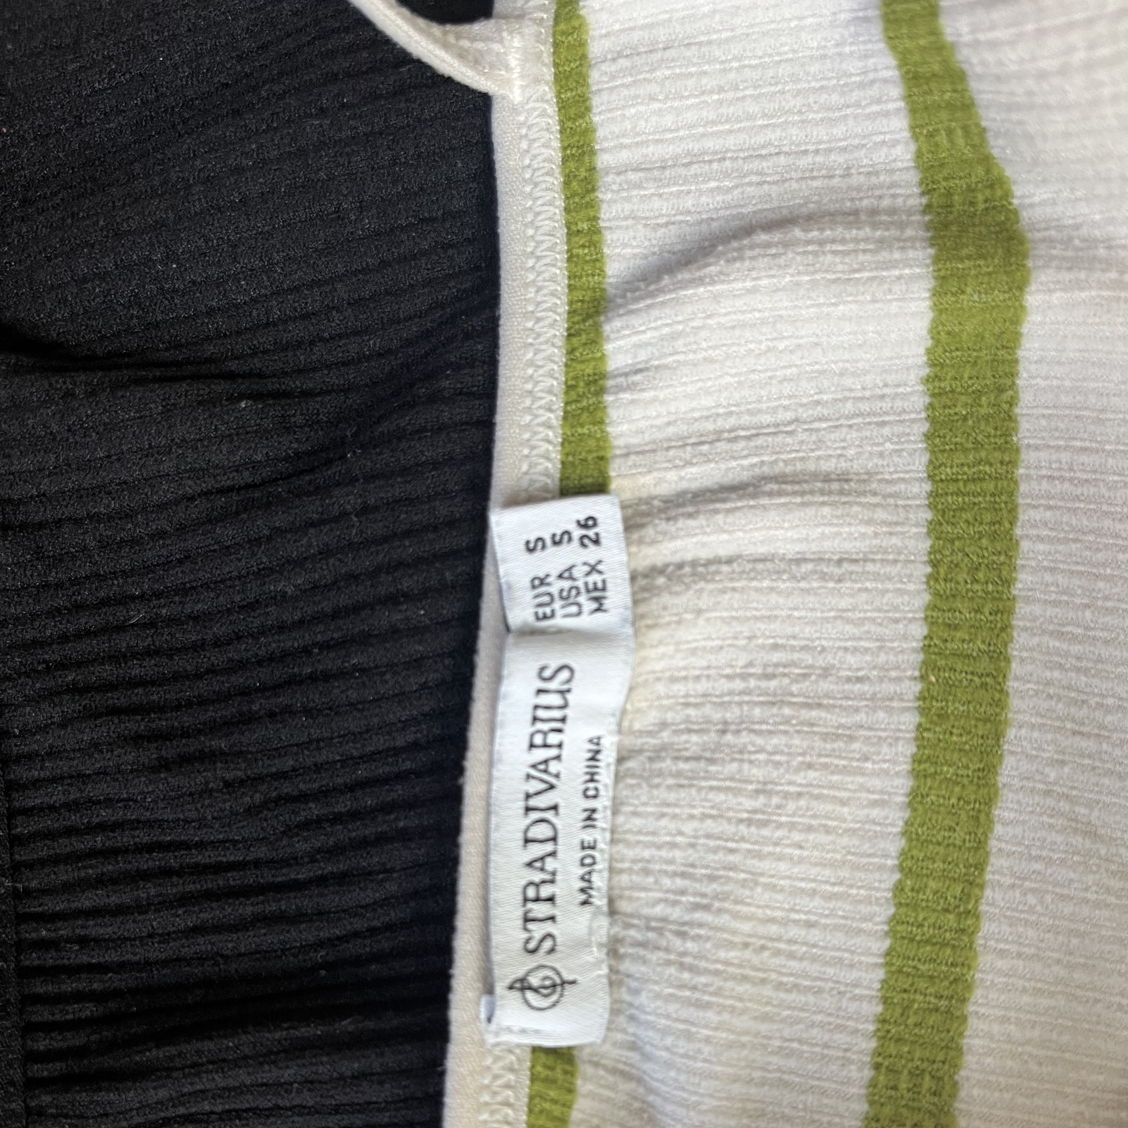 EUR S
USA S
MEX 26
STRADIVARIUS
MADE IN CHINA